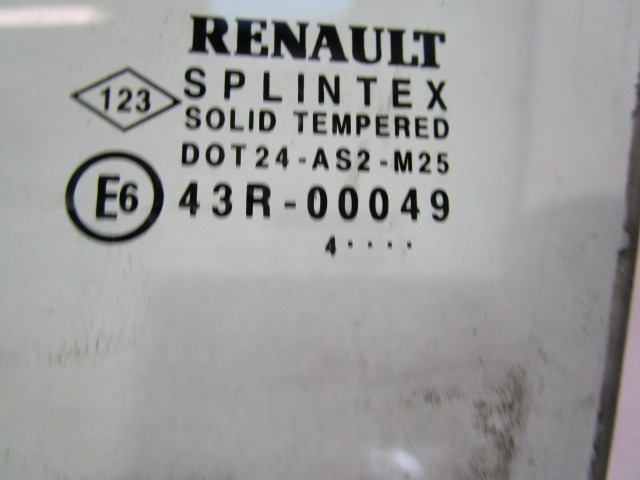 RENAULT
123 SPLINTEX
SOLID TEMPERED
DOT24-AS2-M25
E6 43R-00049
4····